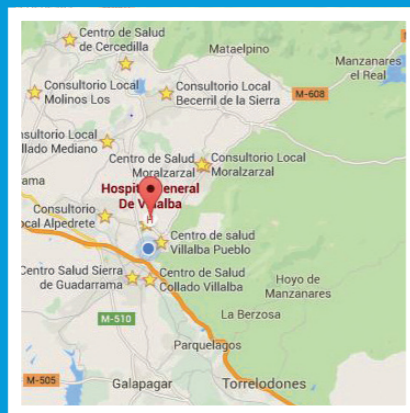 Centro de Salud
de Cercedilla
Mataelpino
Manzanares
el Real
Consultorio Local
Molinos Los
Consultorio Local
Becerril de la Sierra
M-608
nsultorio Local
llado Mediano
Centro de Salud
Moralzarzal
Consultorio Local
Moralzarzal
ama
Hospital General
De Villalba
H
Consultorio
ocal Alpedrete
Centro de salud
Villalba Pueblo
Centro Salud Sierra
de Guadarrama
Centro de Salud
Collado Villalba
Hoyo de
Manzanares
La Berzosa
M-510
Parquelagos
M-505
Galapagar
Torrelodones